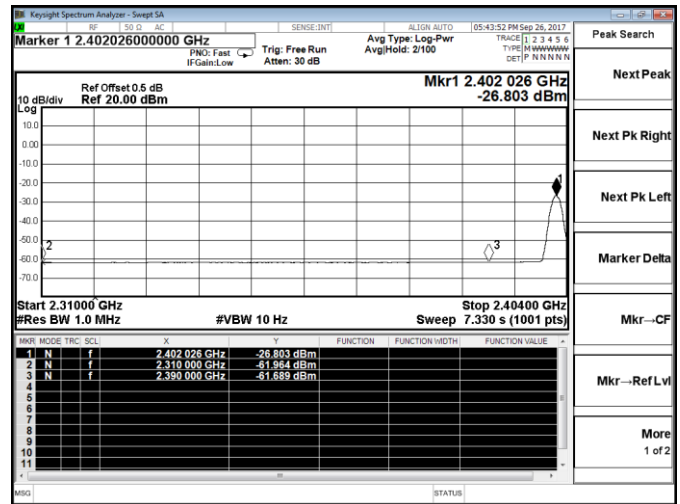 Keysight Spectrum Analyzer - Swept SA
LXI RF 50 Ω AC SENSE:INT ALIGN AUTO 05:43:52 PM Sep 26, 2017
Marker 1 2.402026000000 GHz
PNO: Fast
IFGain:Low
Trig: Free Run
Atten: 30 dB
Avg Type: Log-Pwr
Avg|Hold: 2/100
TRACE 1 2 3 4 5 6
TYPE M WWWWW
DET P N N N N N
Peak Search
Next Peak
Next Pk Right
Next Pk Left
Marker Delta
Mkr→CF
Mkr→Ref Lvl
More
1 of 2
Mkr1 2.402 026 GHz
-26.803 dBm
Ref Offset 0.5 dB
10 dB/div Ref 20.00 dBm
Log
10.0
0.00
-10.0
-20.0
-30.0
-40.0
-50.0
-60.0
-70.0
1
2
3
Start 2.31000 GHz Stop 2.40400 GHz
#Res BW 1.0 MHz #VBW 10 Hz Sweep 7.330 s (1001 pts)
MKR MODE TRC SCL X Y FUNCTION FUNCTION WIDTH FUNCTION VALUE
1 N f 2.402 026 GHz -26.803 dBm
2 N f 2.310 000 GHz -61.964 dBm
3 N f 2.390 000 GHz -61.689 dBm
4
5
6
7
8
9
10
11
MSG STATUS